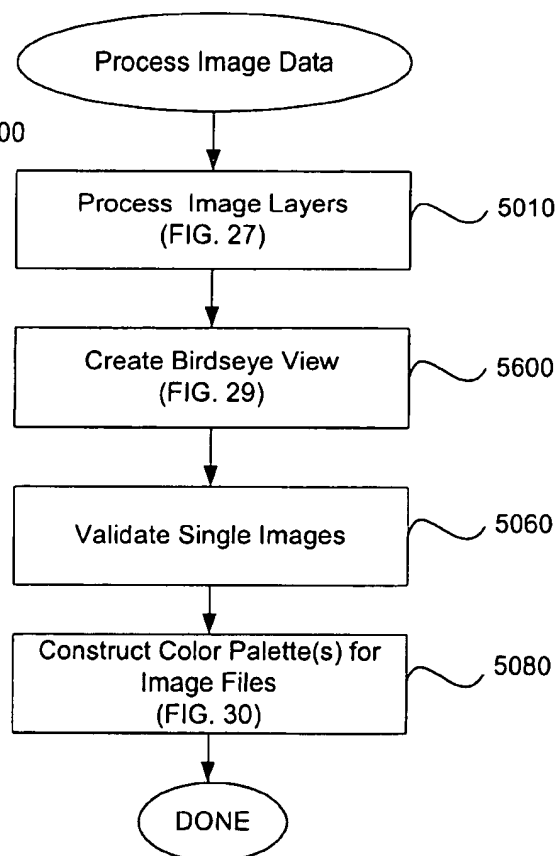 Process Image Data
00
Process Image Layers
(FIG. 27)
5010
Create Birdseye View
(FIG. 29)
5600
Validate Single Images
5060
Construct Color Palette(s) for
Image Files
(FIG. 30)
5080
DONE